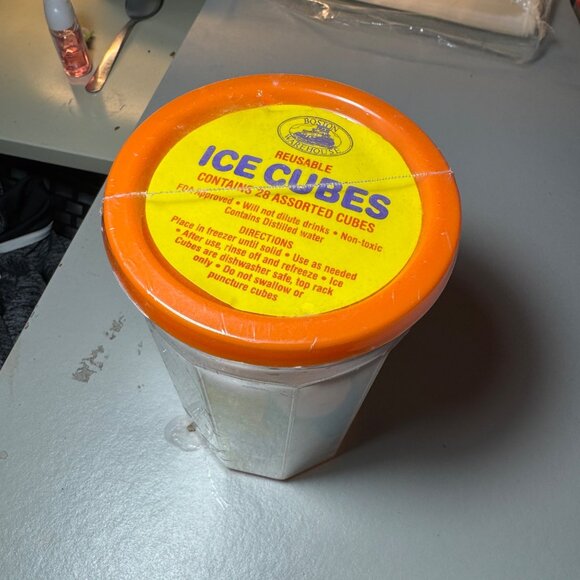 BOSTON
WAREHOUSE
REUSABLE
ICE CUBES
CONTAINS 28 ASSORTED CUBES
FDA approved • Will not dilute drinks • Non-toxic
Contains Distilled water
DIRECTIONS
Place in freezer until solid • Use as needed
• After use, rinse off and refreeze • Ice
Cubes are dishwasher safe, top rack
only • Do not swallow or
puncture cubes